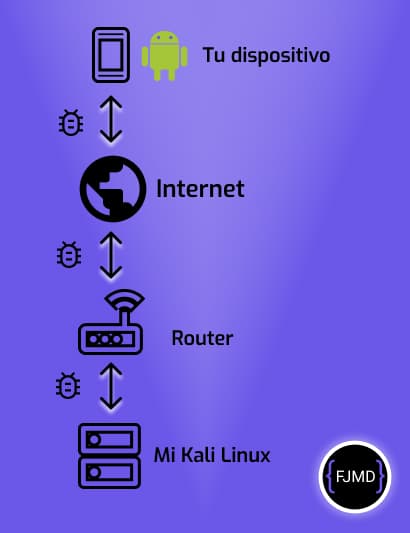 Tu dispositivo
Internet
Router
Mi Kali Linux
{FJMD}